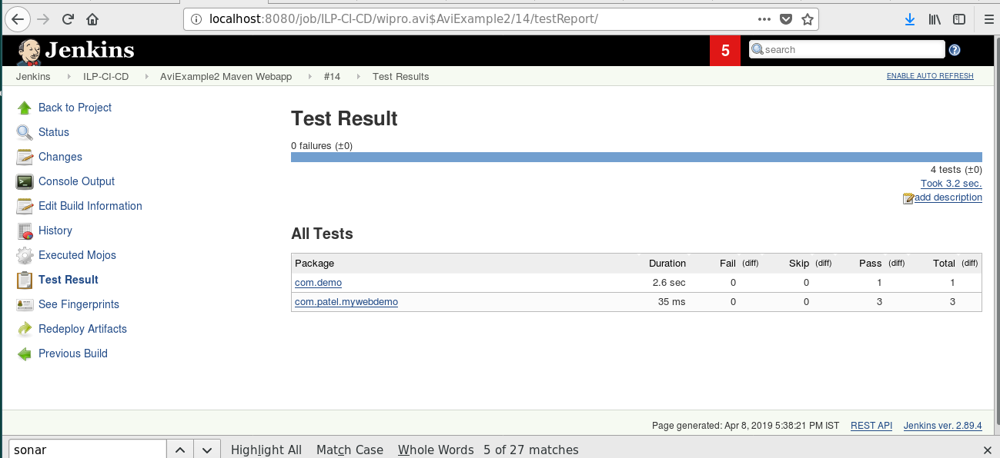 localhost:8080/job/ILP-CI-CD/wipro.avi$AviExample2/14/testReport/
Jenkins
5
search
Jenkins ILP-CI-CD AviExample2 Maven Webapp #14 Test Results
ENABLE AUTO REFRESH
Back to Project
Status
Changes
Console Output
Edit Build Information
History
Executed Mojos
Test Result
See Fingerprints
Redeploy Artifacts
Previous Build
Test Result
0 failures (±0)
4 tests (±0)
Took 3.2 sec.
add description
All Tests
Package Duration Fail (diff) Skip (diff) Pass (diff) Total (diff)
com.demo 2.6 sec 0 0 1 1
com.patel.mywebdemo 35 ms 0 0 3 3
Page generated: Apr 8, 2019 5:38:21 PM IST REST API Jenkins ver. 2.89.4
sonar Highlight All Match Case Whole Words 5 of 27 matches